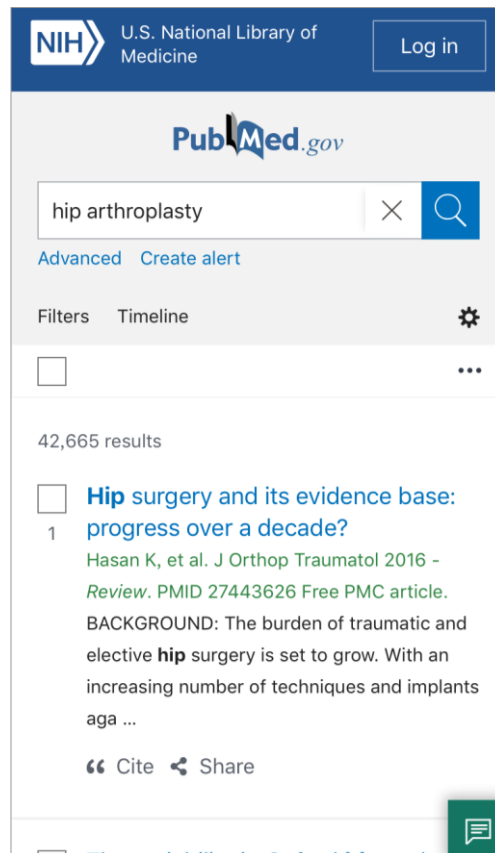 NIH U.S. National Library of
Medicine
Log in
PubMed.gov
hip arthroplasty
Advanced Create alert
Filters Timeline
42,665 results
Hip surgery and its evidence base:
1 progress over a decade?
Hasan K, et al. J Orthop Traumatol 2016 -
Review. PMID 27443626 Free PMC article.
BACKGROUND: The burden of traumatic and
elective hip surgery is set to grow. With an
increasing number of techniques and implants
aga ...
Cite Share